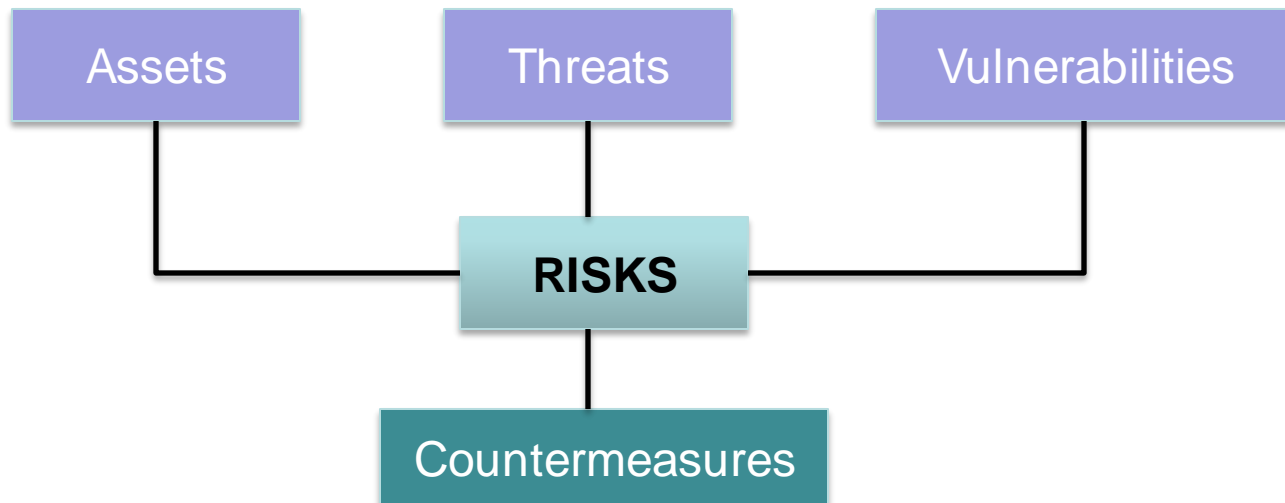 Assets
Threats
Vulnerabilities
RISKS
Countermeasures